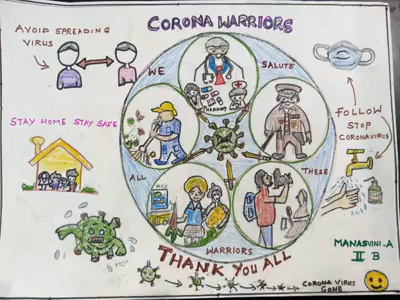 CORONA WARRIORS
AVOID SPREADING
VIRUS
WE
SALUTE
STAY HOME STAY SAFE
FOLLOW
STOP
CORONAVIRUS
ALL
THESE
WARRIORS
THANK YOU ALL
MANASVINI.A
II B
CORONA VIRUS
GONE